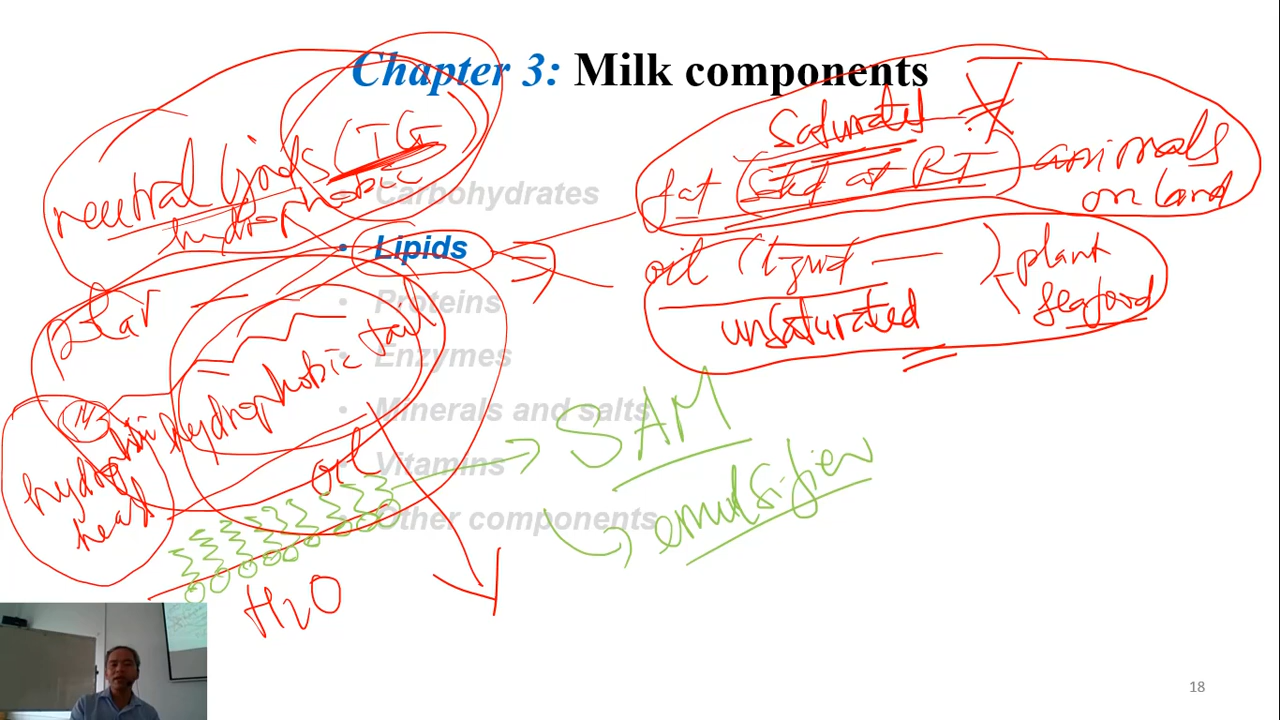 Chapter 3: Milk components
neutral lipids (TG)
hydrophobic
• Carbohydrates
• Lipids
• Proteins
• Enzymes
• Minerals and salts
• Vitamins
• Other components
saturated
fat (solid at RT) animals
on land
oil (liquid
unsaturated
plant
seafood
polar
hydrophobic tail
head
oil
H2O
SAM
emulsifier
18